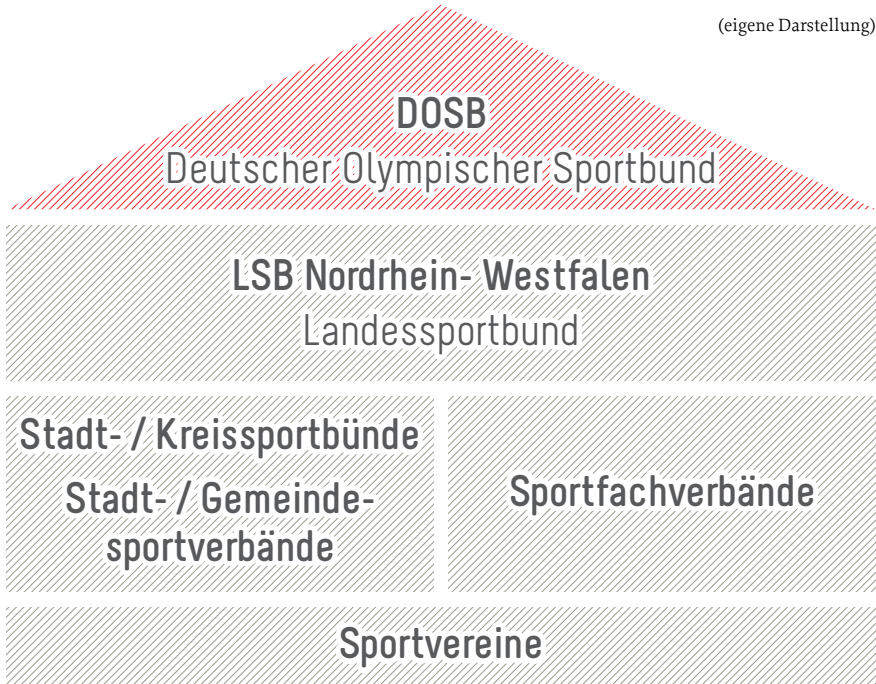 (eigene Darstellung)
DOSB
Deutscher Olympischer Sportbund
LSB Nordrhein- Westfalen
Landessportbund
Stadt- / Kreissportbünde
Stadt- / Gemeinde-
sportverbände
Sportfachverbände
Sportvereine